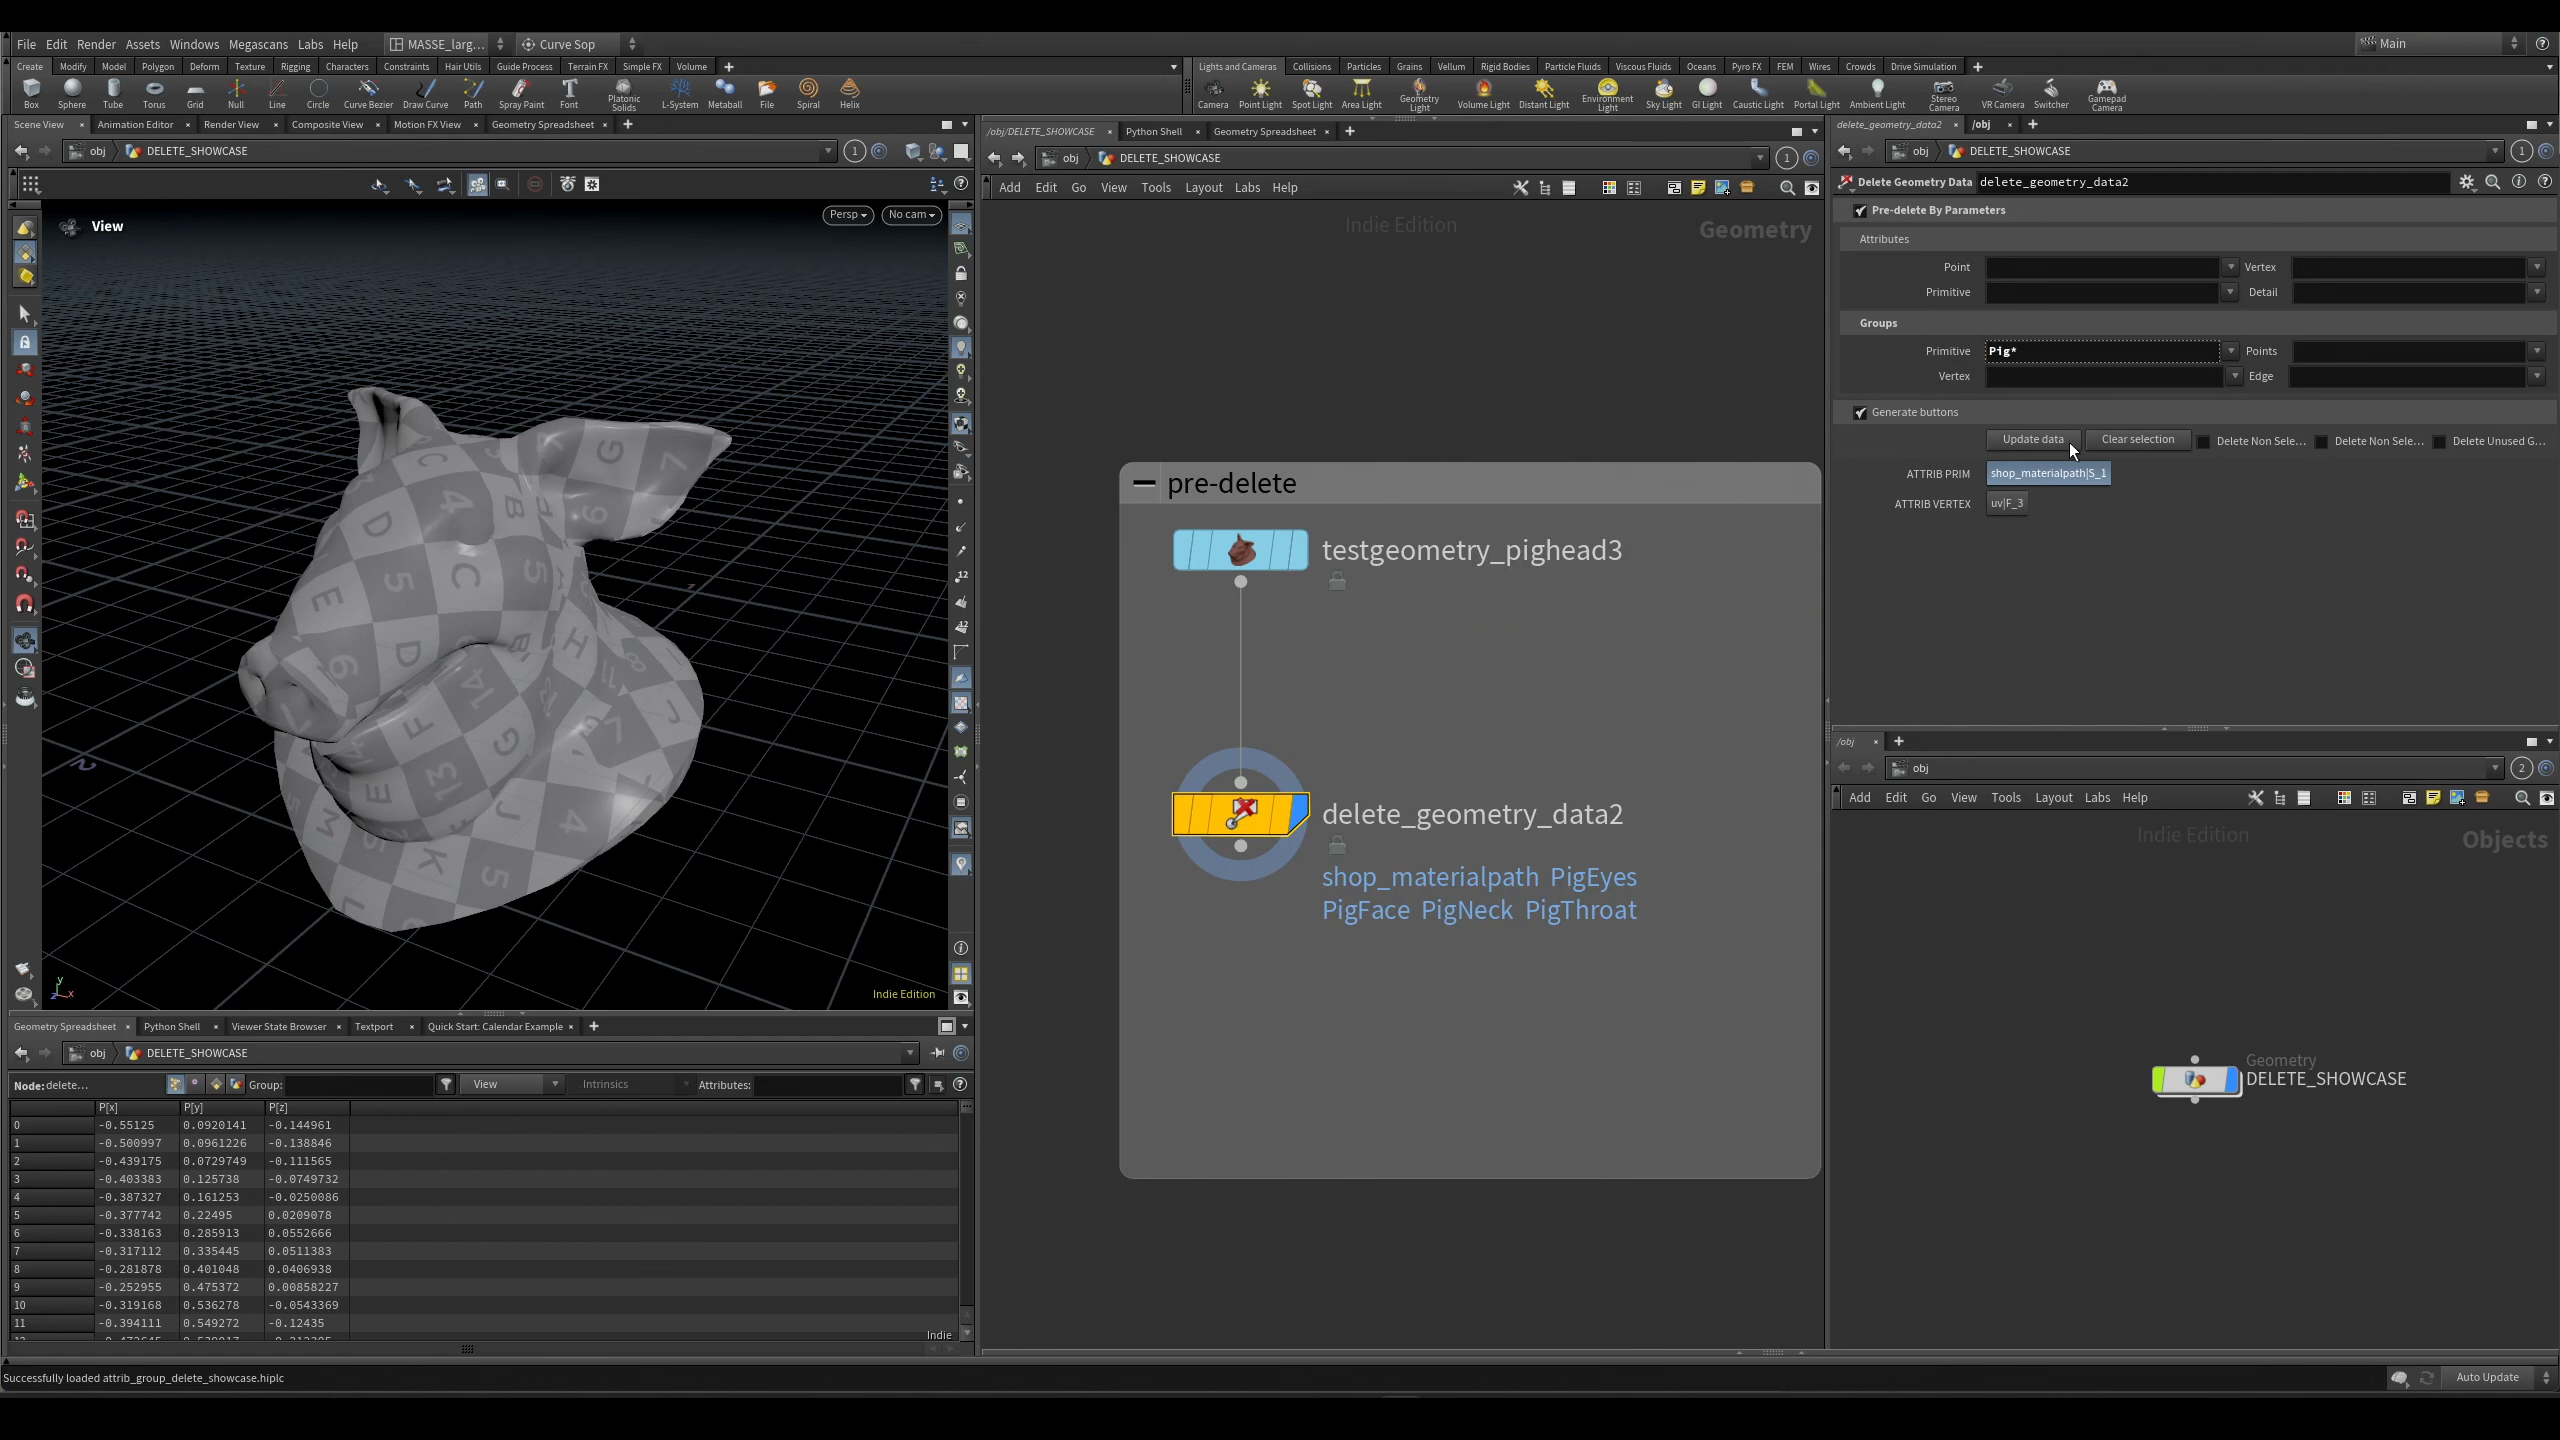 File Edit Render Assets Windows Megascans Labs Help MASSE_larg... Curve Sop Main
Create Modify Model Polygon Deform Texture Rigging Characters Constraints Hair Utils Guide Process Terrain FX Simple FX Volume
Lights and Cameras Collisions Particles Grains Vellum Rigid Bodies Particle Fluids Viscous Fluids Oceans Pyro FX FEM Wires Crowds Drive Simulation
Box Sphere Tube Torus Grid Null Line Circle Curve Bezier Draw Curve Path Spray Paint Font Platonic Solids L-System Metaball File Spiral Helix
Camera Point Light Spot Light Area Light Geometry Light Volume Light Distant Light Environment Light Sky Light GI Light Caustic Light Portal Light Ambient Light Stereo Camera VR Camera Switcher Gamepad Camera
Scene View Animation Editor Render View Composite View Motion FX View Geometry Spreadsheet
obj DELETE_SHOWCASE 1
View
Persp No cam
Indie Edition
Geometry Spreadsheet Python Shell Viewer State Browser Textport Quick Start: Calendar Example
obj DELETE_SHOWCASE
Node: delete... Group: View Intrinsics Attributes:
P[x] P[y] P[z]
0 -0.55125 0.0920141 -0.144961
1 -0.500997 0.0961226 -0.138846
2 -0.439175 0.0729749 -0.111565
3 -0.403383 0.125738 -0.0749732
4 -0.387327 0.161253 -0.0250086
5 -0.377742 0.22495 0.0209078
6 -0.338163 0.285913 0.0552666
7 -0.317112 0.335445 0.0511383
8 -0.281878 0.401048 0.0406938
9 -0.252955 0.475372 0.00858227
10 -0.319168 0.536278 -0.0543369
11 -0.394111 0.549272 -0.12435
Indie
/obj/DELETE_SHOWCASE Python Shell Geometry Spreadsheet
obj DELETE_SHOWCASE 1
Add Edit Go View Tools Layout Labs Help
Indie Edition Geometry
pre-delete
testgeometry_pighead3
delete_geometry_data2
shop_materialpath PigEyes
PigFace PigNeck PigThroat
delete_geometry_data2 /obj
obj DELETE_SHOWCASE 1
Delete Geometry Data delete_geometry_data2
Pre-delete By Parameters
Attributes
Point Vertex
Primitive Detail
Groups
Primitive Pig* Points
Vertex Edge
Generate buttons
Update data Clear selection Delete Non Sele... Delete Non Sele... Delete Unused G...
ATTRIB PRIM shop_materialpath|S_1
ATTRIB VERTEX uv|F_3
/obj
obj 2
Add Edit Go View Tools Layout Labs Help
Indie Edition Objects
Geometry
DELETE_SHOWCASE
Successfully loaded attrib_group_delete_showcase.hiplc
Auto Update